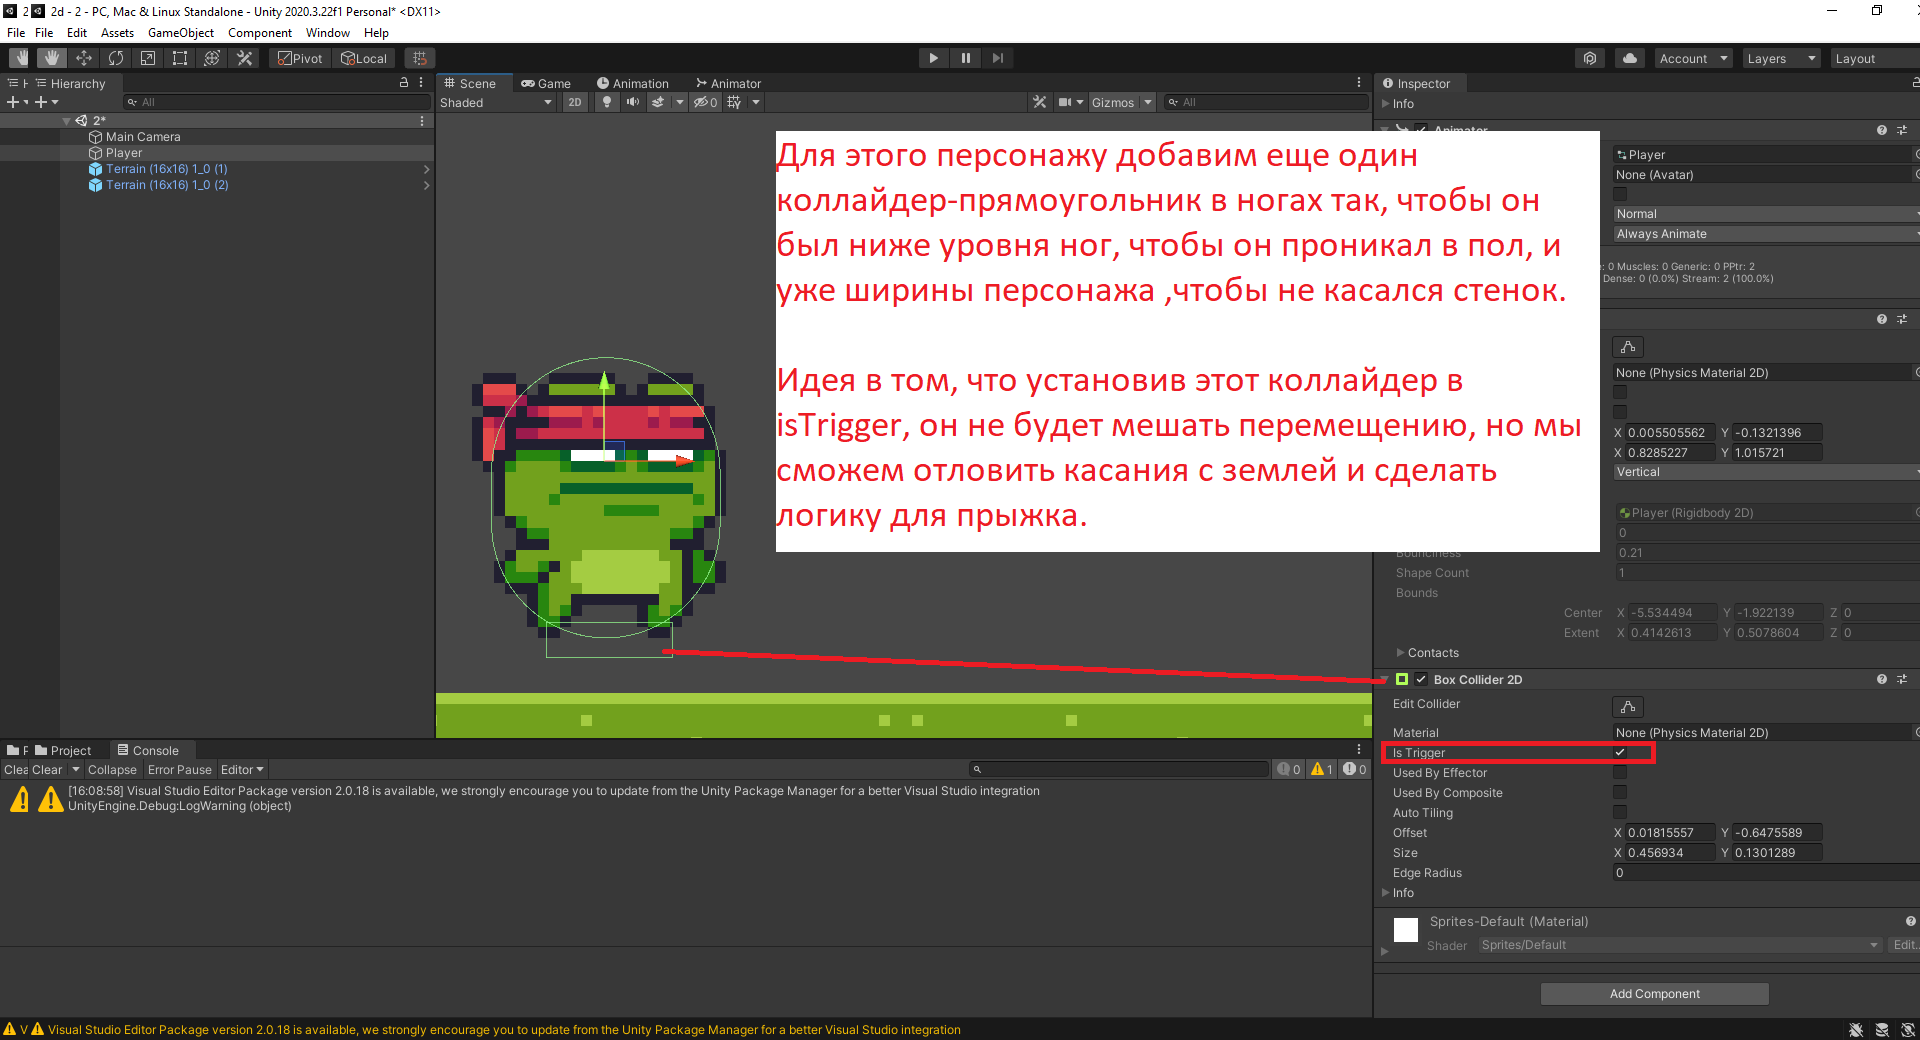 2 2d - 2 - PC, Mac & Linux Standalone - Unity 2020.3.22f1 Personal* <DX11>
File File Edit Assets GameObject Component Window Help
Pivot Local Account Layers Layout
H Hierarchy
All
2*
Main Camera
Player
Terrain (16x16) 1_0 (1)
Terrain (16x16) 1_0 (2)
Scene Game Animation Animator
Shaded 2D 0 Gizmos All
Для этого персонажу добавим еще один
коллайдер-прямоугольник в ногах так, чтобы он
был ниже уровня ног, чтобы он проникал в пол, и
уже ширины персонажа ,чтобы не касался стенок.
Идея в том, что установив этот коллайдер в
isTrigger, он не будет мешать перемещению, но мы
сможем отловить касания с землей и сделать
логику для прыжка.
Inspector
Info
Animator
Player
None (Avatar)
Normal
Always Animate
: 0 Muscles: 0 Generic: 0 PPtr: 2
Dense: 0 (0.0%) Stream: 2 (100.0%)
None (Physics Material 2D)
X 0.005505562 Y -0.1321396
X 0.8285227 Y 1.015721
Vertical
Player (Rigidbody 2D)
0
Bounciness 0.21
Shape Count 1
Bounds
Center X -5.534494 Y -1.922139 Z 0
Extent X 0.4142613 Y 0.5078604 Z 0
Contacts
Box Collider 2D
Edit Collider
Material None (Physics Material 2D)
Is Trigger
Used By Effector
Used By Composite
Auto Tiling
Offset X 0.01815557 Y -0.6475589
Size X 0.456934 Y 0.1301289
Edge Radius 0
Info
Sprites-Default (Material)
Shader Sprites/Default Edit...
Add Component
F Project Console
Clea Clear Collapse Error Pause Editor 0 1 0
[16:08:58] Visual Studio Editor Package version 2.0.18 is available, we strongly encourage you to update from the Unity Package Manager for a better Visual Studio integration
UnityEngine.Debug:LogWarning (object)
V Visual Studio Editor Package version 2.0.18 is available, we strongly encourage you to update from the Unity Package Manager for a better Visual Studio integration